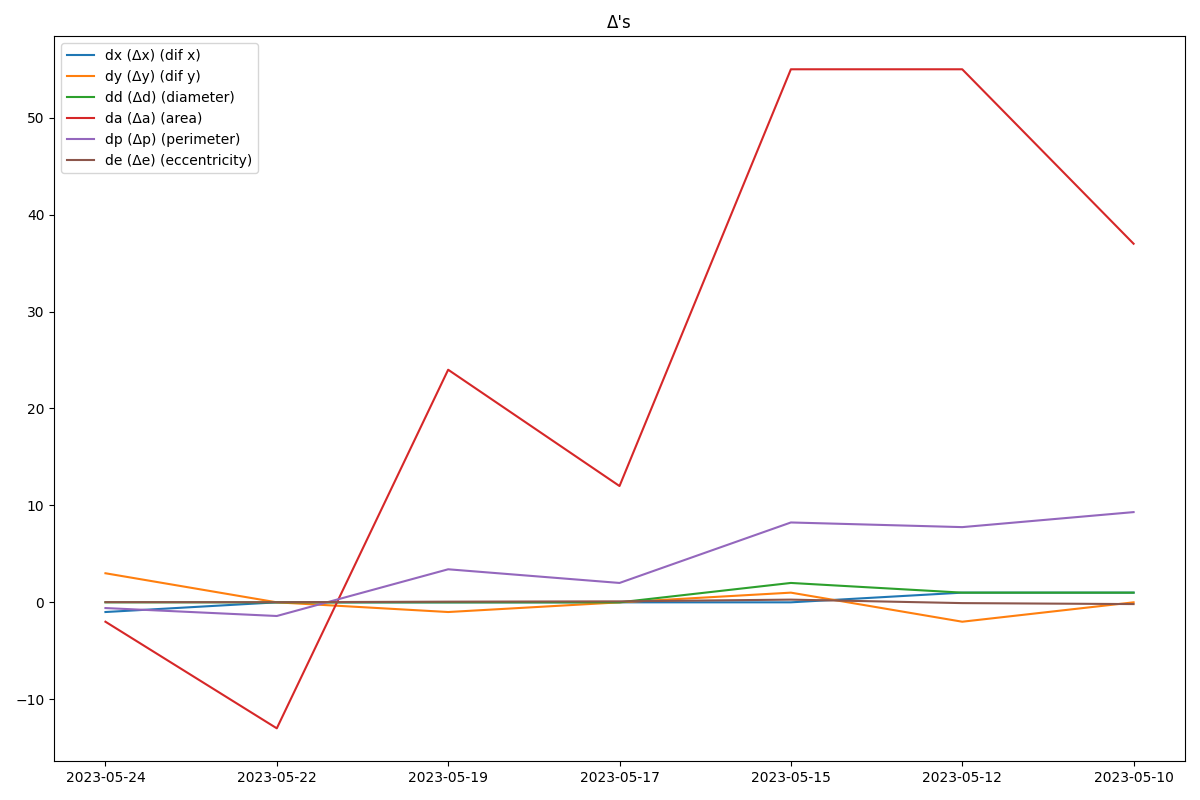 Δ's
dx (Δx) (dif x)
dy (Δy) (dif y)
dd (Δd) (diameter)
da (Δa) (area)
dp (Δp) (perimeter)
de (Δe) (eccentricity)
50
40
30
20
10
0
−10
2023-05-24 2023-05-22 2023-05-19 2023-05-17 2023-05-15 2023-05-12 2023-05-10